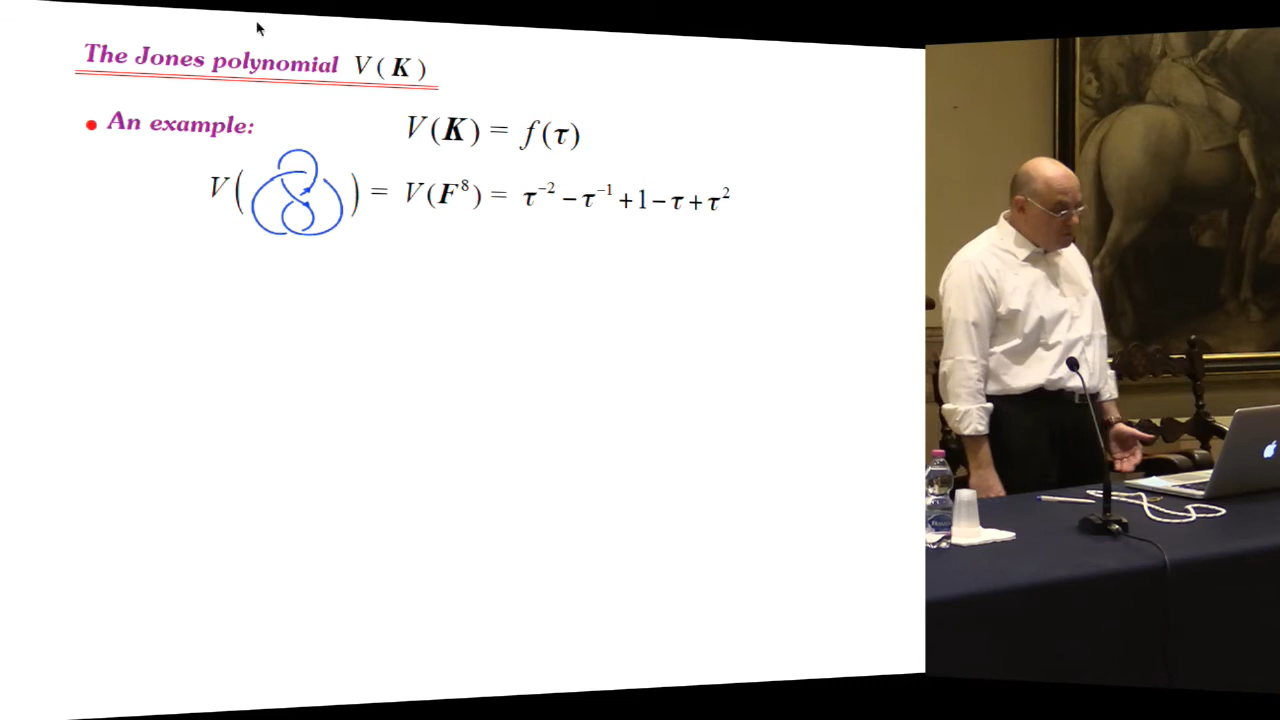 The Jones polynomial V(K)
• An example:
V(K) = f(τ)
V( ) = V(F⁸) = τ⁻² − τ⁻¹ + 1 − τ + τ²